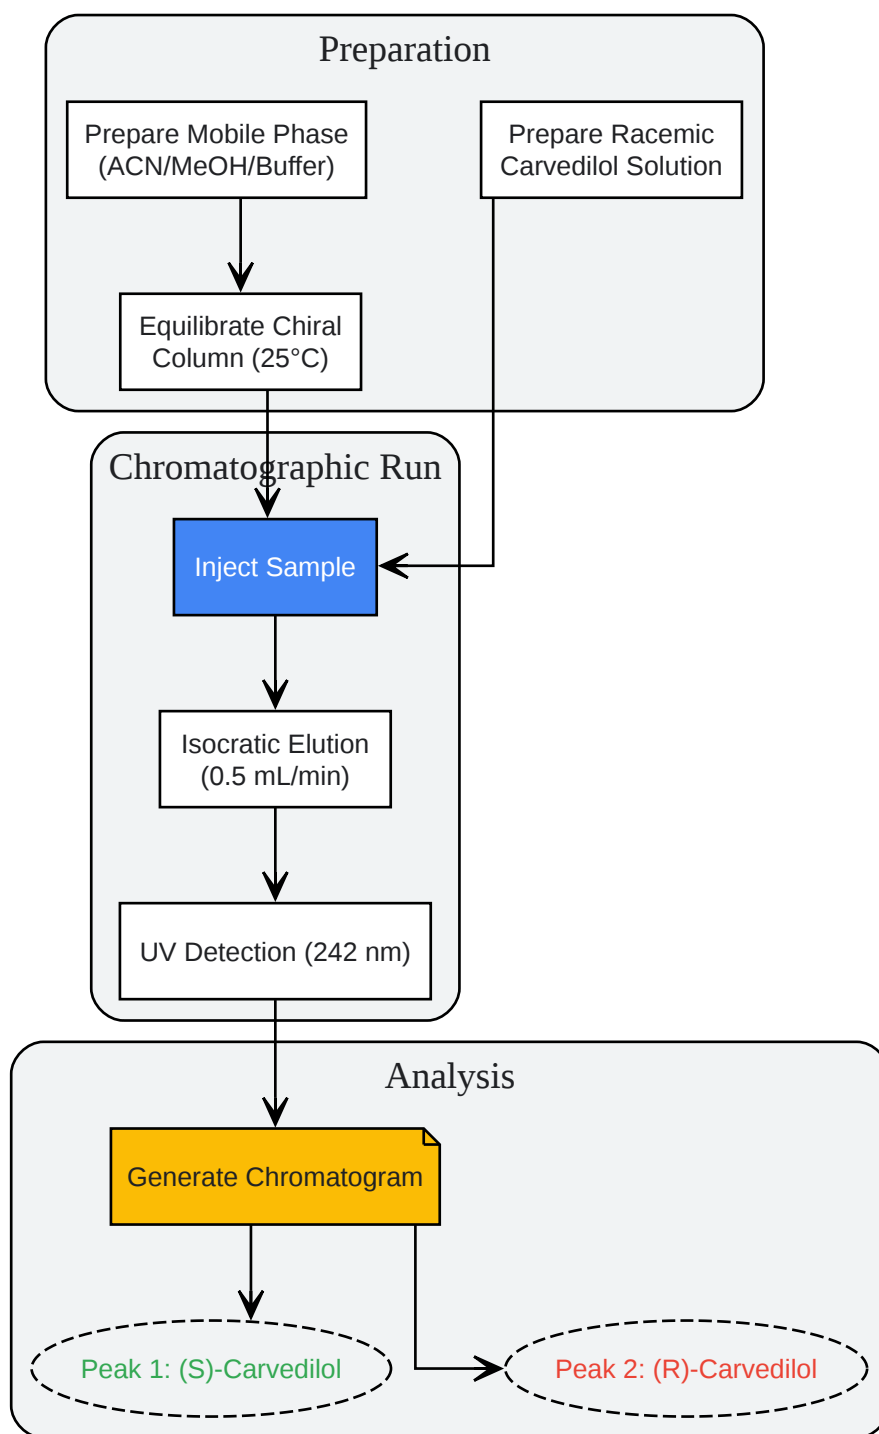 Preparation
Prepare Mobile Phase
(ACN/MeOH/Buffer)
Prepare Racemic
Carvedilol Solution
Equilibrate Chiral
Column (25°C)
Chromatographic Run
Inject Sample
Isocratic Elution
(0.5 mL/min)
UV Detection (242 nm)
Analysis
Generate Chromatogram
Peak 1: (S)-Carvedilol
Peak 2: (R)-Carvedilol